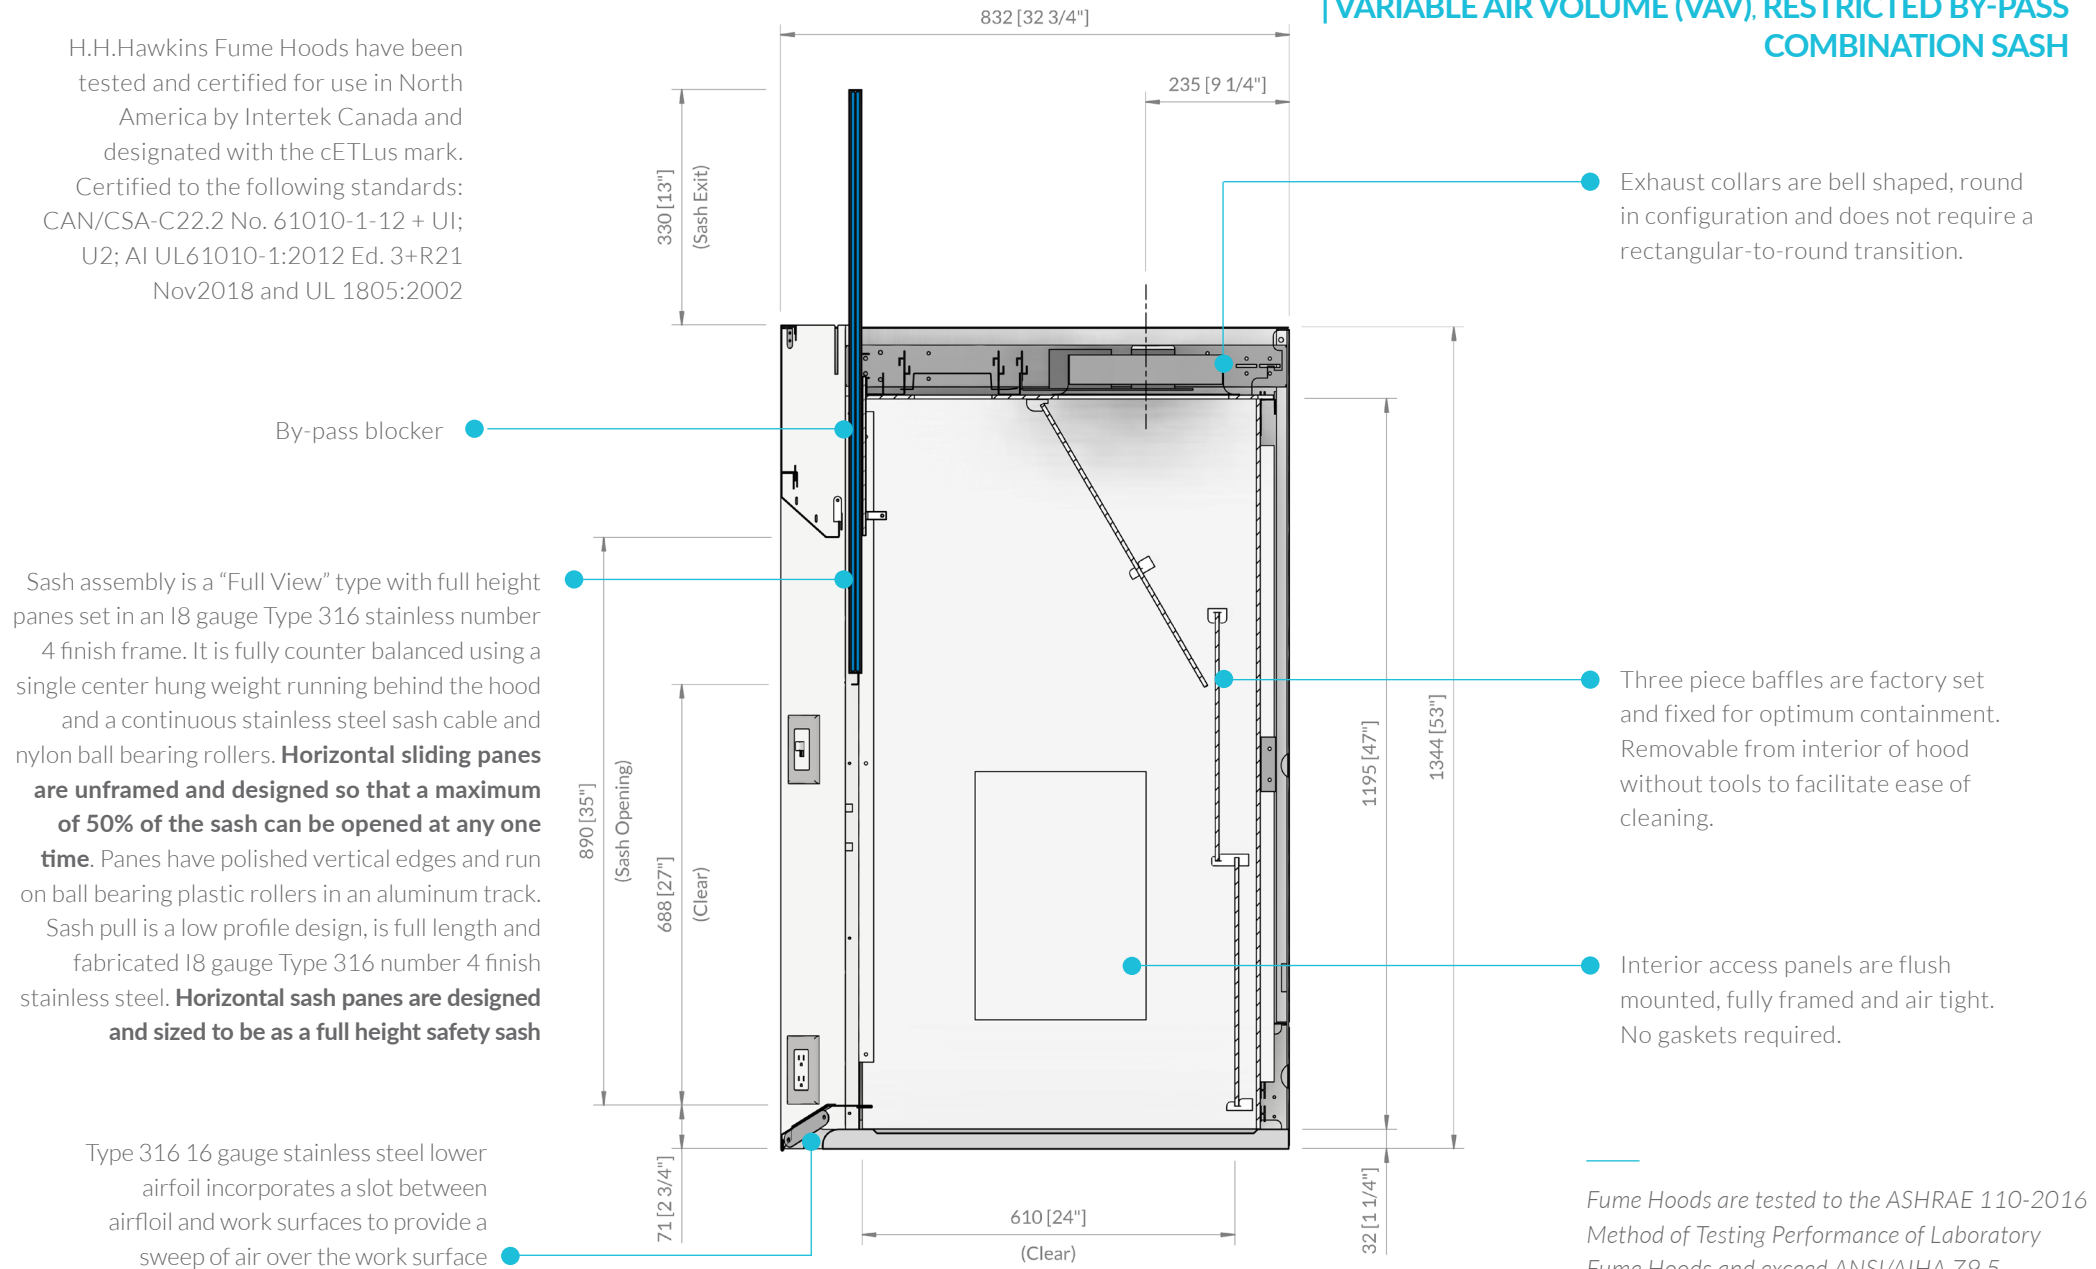 | VARIABLE AIR VOLUME (VAV), RESTRICTED BY-PASS
COMBINATION SASH
H.H.Hawkins Fume Hoods have been
tested and certified for use in North
America by Intertek Canada and
designated with the cETLus mark.
Certified to the following standards:
CAN/CSA-C22.2 No. 61010-1-12 + UI;
U2; AI UL61010-1:2012 Ed. 3+R21
Nov2018 and UL 1805:2002
By-pass blocker
Sash assembly is a “Full View” type with full height
panes set in an I8 gauge Type 316 stainless number
4 finish frame. It is fully counter balanced using a
single center hung weight running behind the hood
and a continuous stainless steel sash cable and
nylon ball bearing rollers. Horizontal sliding panes
are unframed and designed so that a maximum
of 50% of the sash can be opened at any one
time. Panes have polished vertical edges and run
on ball bearing plastic rollers in an aluminum track.
Sash pull is a low profile design, is full length and
fabricated I8 gauge Type 316 number 4 finish
stainless steel. Horizontal sash panes are designed
and sized to be as a full height safety sash
Type 316 16 gauge stainless steel lower
airfoil incorporates a slot between
airfloil and work surfaces to provide a
sweep of air over the work surface
832 [32 3/4"]
235 [9 1/4"]
330 [13"]
(Sash Exit)
890 [35"]
(Sash Opening)
688 [27"]
(Clear)
71 [2 3/4"]
610 [24"]
(Clear)
1195 [47"]
1344 [53"]
32 [1 1/4"]
Exhaust collars are bell shaped, round
in configuration and does not require a
rectangular-to-round transition.
Three piece baffles are factory set
and fixed for optimum containment.
Removable from interior of hood
without tools to facilitate ease of
cleaning.
Interior access panels are flush
mounted, fully framed and air tight.
No gaskets required.
Fume Hoods are tested to the ASHRAE 110-2016
Method of Testing Performance of Laboratory
Fume Hoods and exceed ANSI/AIHA Z9.5